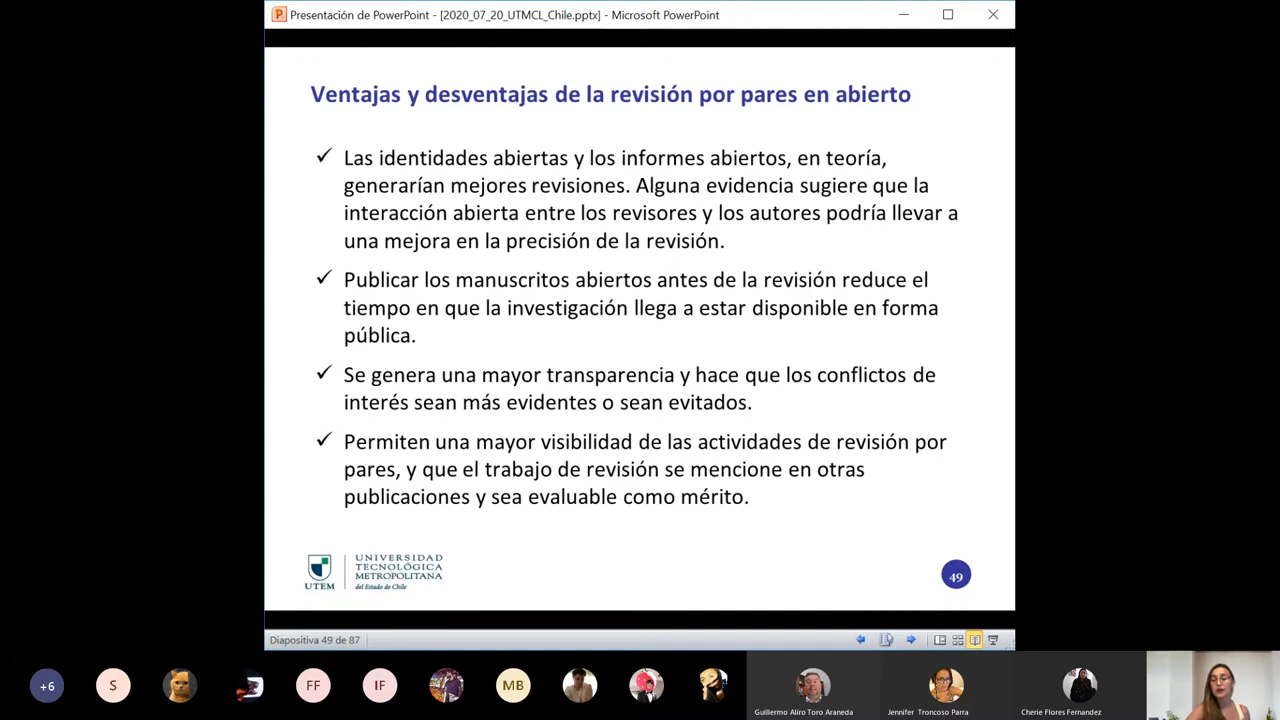 Presentación de PowerPoint - [2020_07_20_UTMCL_Chile.pptx] - Microsoft PowerPoint
Ventajas y desventajas de la revisión por pares en abierto
Las identidades abiertas y los informes abiertos, en teoría,
generarían mejores revisiones. Alguna evidencia sugiere que la
interacción abierta entre los revisores y los autores podría llevar a
una mejora en la precisión de la revisión.
Publicar los manuscritos abiertos antes de la revisión reduce el
tiempo en que la investigación llega a estar disponible en forma
pública.
Se genera una mayor transparencia y hace que los conflictos de
interés sean más evidentes o sean evitados.
Permiten una mayor visibilidad de las actividades de revisión por
pares, y que el trabajo de revisión se mencione en otras
publicaciones y sea evaluable como mérito.
UTEM
UNIVERSIDAD
TECNOLÓGICA
METROPOLITANA
del Estado de Chile
49
Diapositiva 49 de 87
+6
S
FF
IF
MB
Guillermo Aliro Toro Araneda
Jennifer Troncoso Parra
Cherie Flores Fernandez